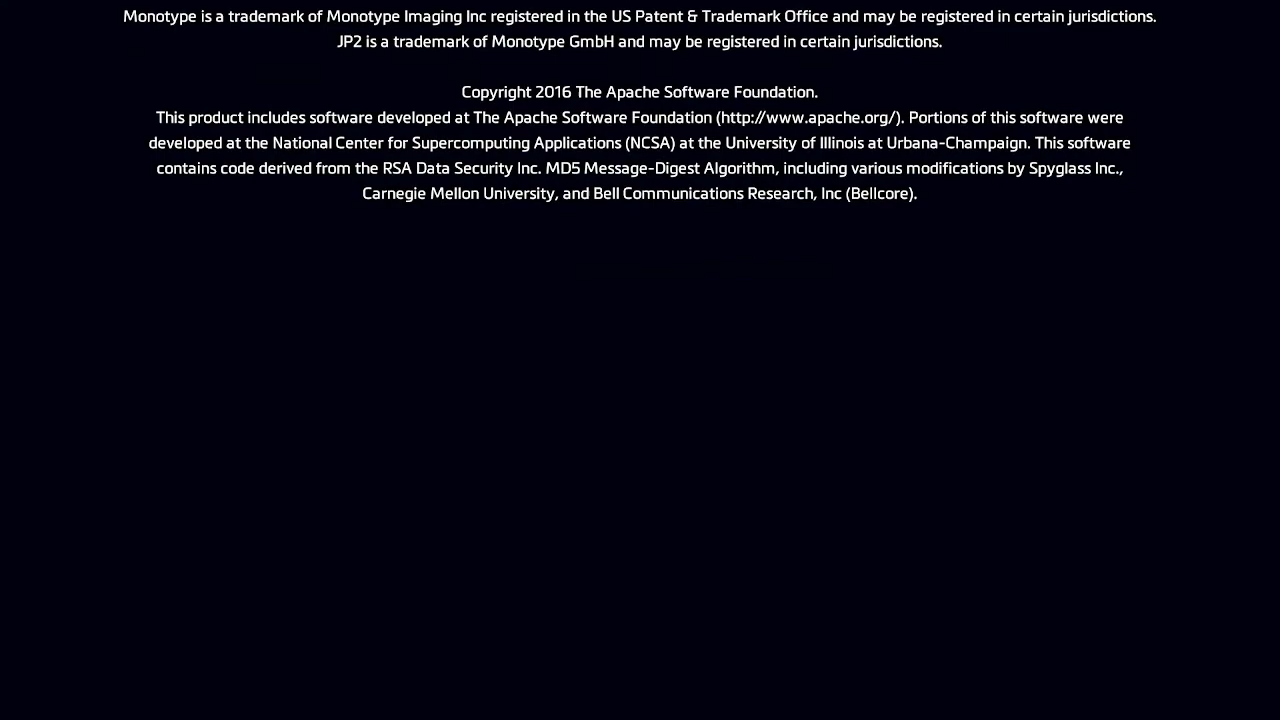 Monotype is a trademark of Monotype Imaging Inc registered in the US Patent & Trademark Office and may be registered in certain jurisdictions.
JP2 is a trademark of Monotype GmbH and may be registered in certain jurisdictions.
Copyright 2016 The Apache Software Foundation.
This product includes software developed at The Apache Software Foundation (http://www.apache.org/). Portions of this software were
developed at the National Center for Supercomputing Applications (NCSA) at the University of Illinois at Urbana-Champaign. This software
contains code derived from the RSA Data Security Inc. MD5 Message-Digest Algorithm, including various modifications by Spyglass Inc.,
Carnegie Mellon University, and Bell Communications Research, Inc (Bellcore).